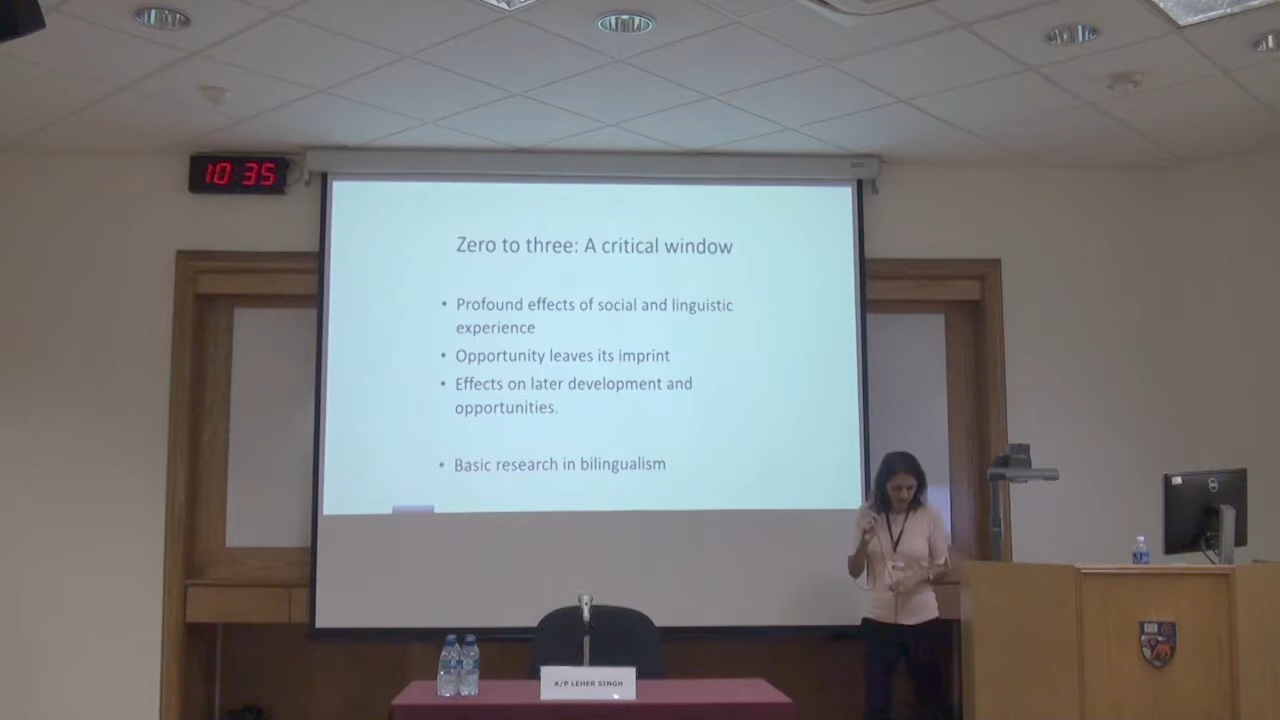 10 35
Zero to three: A critical window
• Profound effects of social and linguistic
experience
• Opportunity leaves its imprint
• Effects on later development and
opportunities.
• Basic research in bilingualism
A/P LEHER SINGH